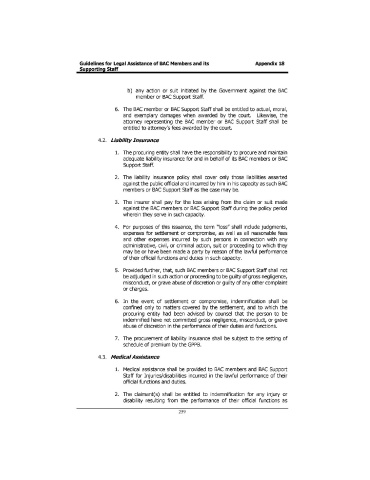 Guidelines for Legal Assistance of BAC Members and its Appendix 18
Supporting Staff
b) any action or suit initiated by the Government against the BAC
member or BAC Support Staff.
6. The BAC member or BAC Support Staff shall be entitled to actual, moral,
and exemplary damages when awarded by the court. Likewise, the
attorney representing the BAC member or BAC Support Staff shall be
entitled to attorney's fees awarded by the court.
4.2. Liability Insurance
1. The procuring entity shall have the responsibility to procure and maintain
adequate liability insurance for and in behalf of its BAC members or BAC
Support Staff.
2. The liability insurance policy shall cover only those liabilities asserted
against the public official and incurred by him in his capacity as such BAC
members or BAC Support Staff as the case may be.
3. The insurer shall pay for the loss arising from the claim or suit made
against the BAC members or BAC Support Staff during the policy period
wherein they serve in such capacity.
4. For purposes of this issuance, the term "loss" shall include judgments,
expenses for settlement or compromise, as well as all reasonable fees
and other expenses incurred by such persons in connection with any
administrative, civil, or criminal action, suit or proceeding to which they
may be or have been made a party by reason of the lawful performance
of their official functions and duties in such capacity.
5. Provided further, that, such BAC members or BAC Support Staff shall not
be adjudged in such action or proceeding to be guilty of gross negligence,
misconduct, or grave abuse of discretion or guilty of any other complaint
or charges.
6. In the event of settlement or compromise, indemnification shall be
confined only to matters covered by the settlement, and to which the
procuring entity had been advised by counsel that the person to be
indemnified have not committed gross negligence, misconduct, or grave
abuse of discretion in the performance of their duties and functions.
7. The procurement of liability insurance shall be subject to the setting of
schedule of premium by the GPPB.
4.3. Medical Assistance
1. Medical assistance shall be provided to BAC members and BAC Support
Staff for injuries/disabilities incurred in the lawful performance of their
official functions and duties.
2. The claimant(s) shall be entitled to indemnification for any injury or
disability resulting from the performance of their official functions as